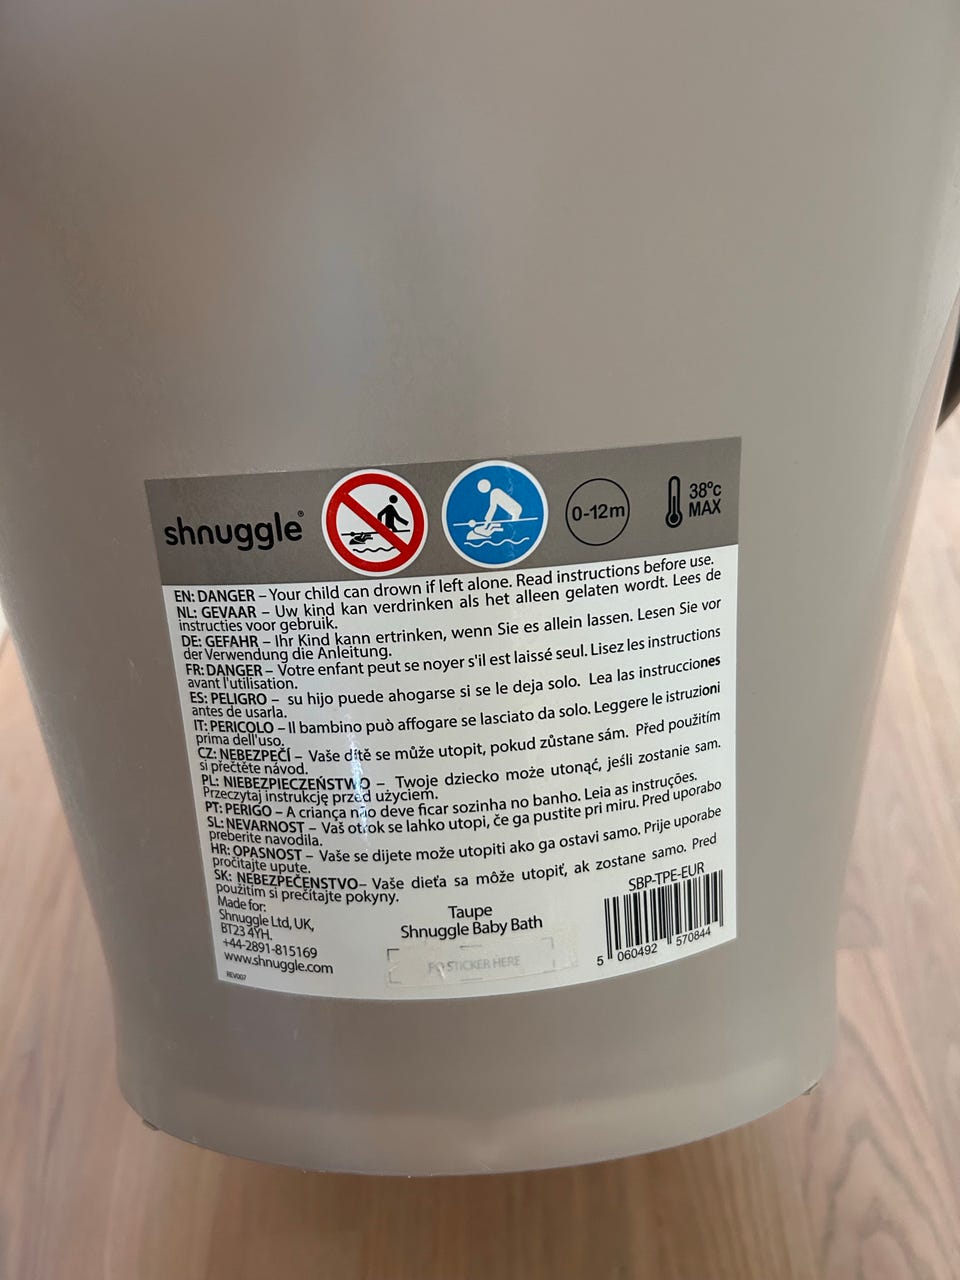 shnuggle®
0-12m
38ºc
MAX
EN: DANGER – Your child can drown if left alone. Read instructions before use.
NL: GEVAAR – Uw kind kan verdrinken als het alleen gelaten wordt. Lees de
instructies voor gebruik.
DE: GEFAHR – Ihr Kind kann ertrinken, wenn Sie es allein lassen. Lesen Sie vor
der Verwendung die Anleitung.
FR: DANGER – Votre enfant peut se noyer s'il est laissé seul. Lisez les instructions
avant l'utilisation.
ES: PELIGRO – su hijo puede ahogarse si se le deja solo. Lea las instrucciones
antes de usarla.
IT: PERICOLO – Il bambino può affogare se lasciato da solo. Leggere le istruzioni
prima dell'uso.
CZ: NEBEZPEČÍ – Vaše dítě se může utopit, pokud zůstane sám. Před použitím
si přečtěte návod.
PL: NIEBEZPIECZEŃSTWO – Twoje dziecko może utonąć, jeśli zostanie sam.
Przeczytaj instrukcję przed użyciem.
PT: PERIGO – A criança não deve ficar sozinha no banho. Leia as instruções.
SL: NEVARNOST – Vaš otrok se lahko utopi, če ga pustite pri miru. Pred uporabo
preberite navodila.
HR: OPASNOST – Vaše se dijete može utopiti ako ga ostavi samo. Prije uporabe
pročitajte upute.
SK: NEBEZPEČENSTVO– Vaše dieťa sa môže utopiť, ak zostane samo. Pred
použitím si prečítajte pokyny.
Made for:
Shnuggle Ltd, UK,
BT23 4YH.
+44-2891-815169
www.shnuggle.com
REV007
Taupe
Shnuggle Baby Bath
PO STICKER HERE
SBP-TPE-EUR
5 060492 570844